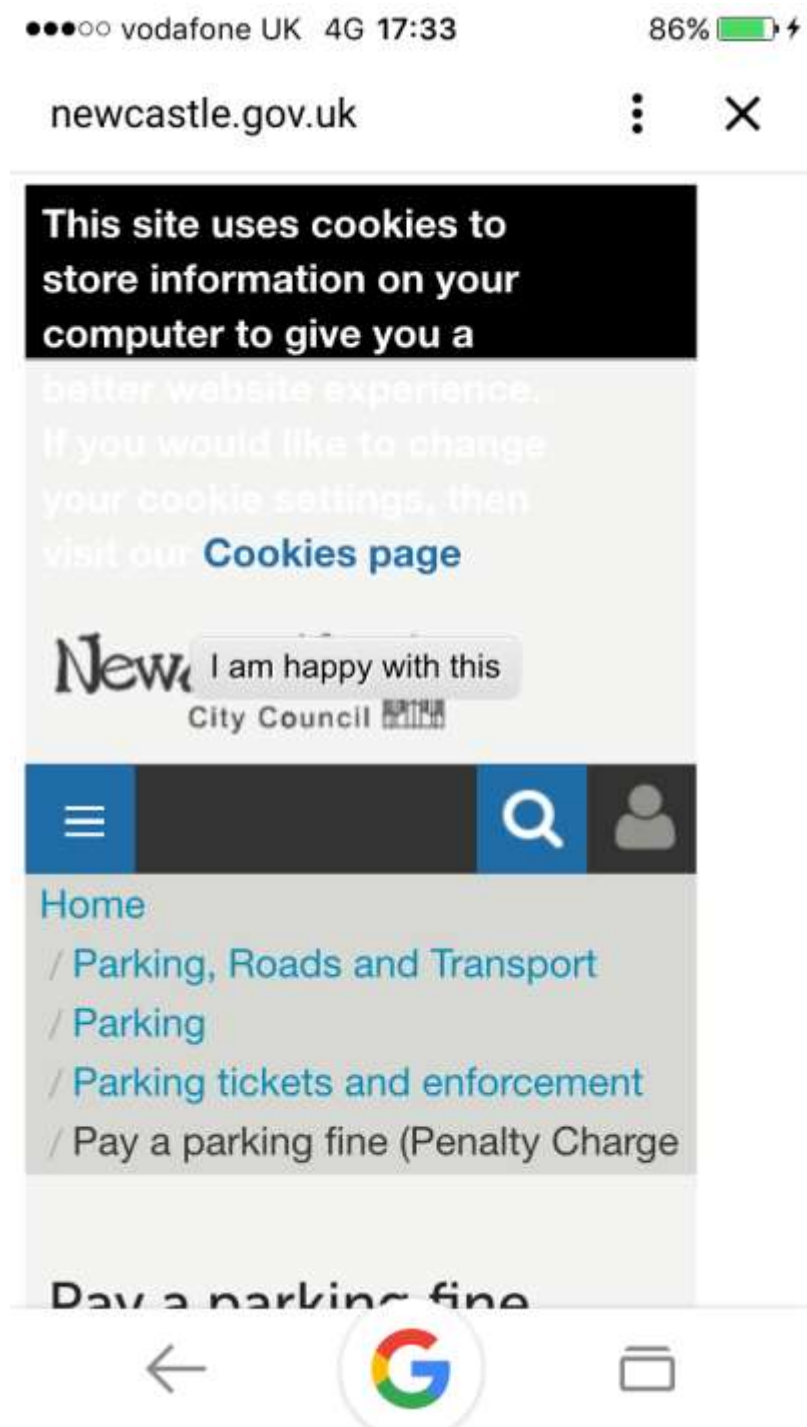 vodafone UK 4G 17:33 86%
newcastle.gov.uk
This site uses cookies to
store information on your
computer to give you a
better website experience.
If you would like to change
your cookie settings, then
visit our Cookies page
I am happy with this
City Council
Home
/ Parking, Roads and Transport
/ Parking
/ Parking tickets and enforcement
/ Pay a parking fine (Penalty Charge
Pay a parking fine